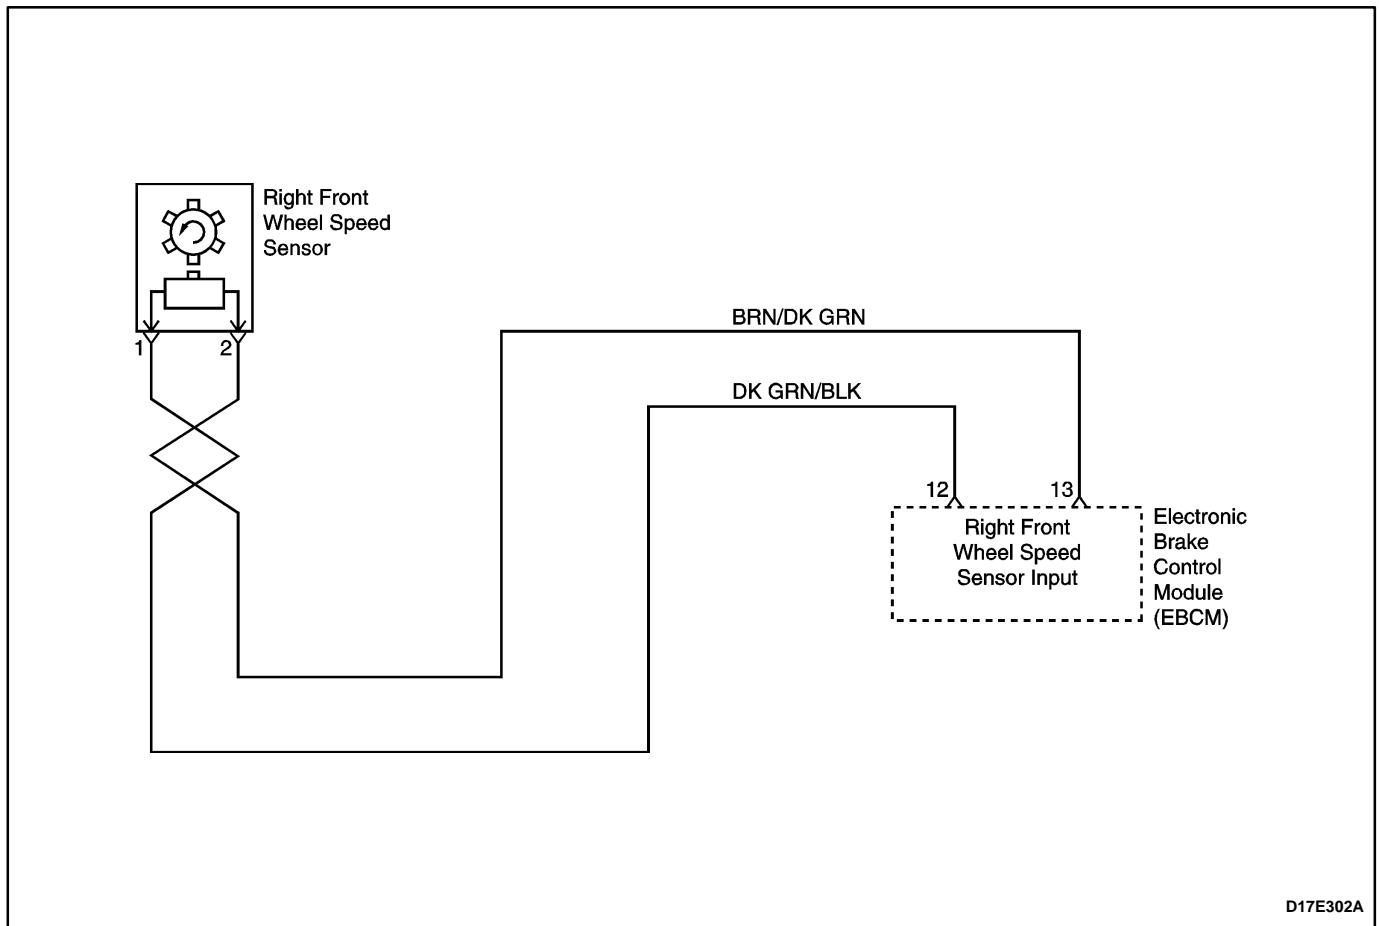 Right Front
Wheel Speed
Sensor
1
2
BRN/DK GRN
DK GRN/BLK
12
13
Right Front
Wheel Speed
Sensor Input
Electronic
Brake
Control
Module
(EBCM)
D17E302A